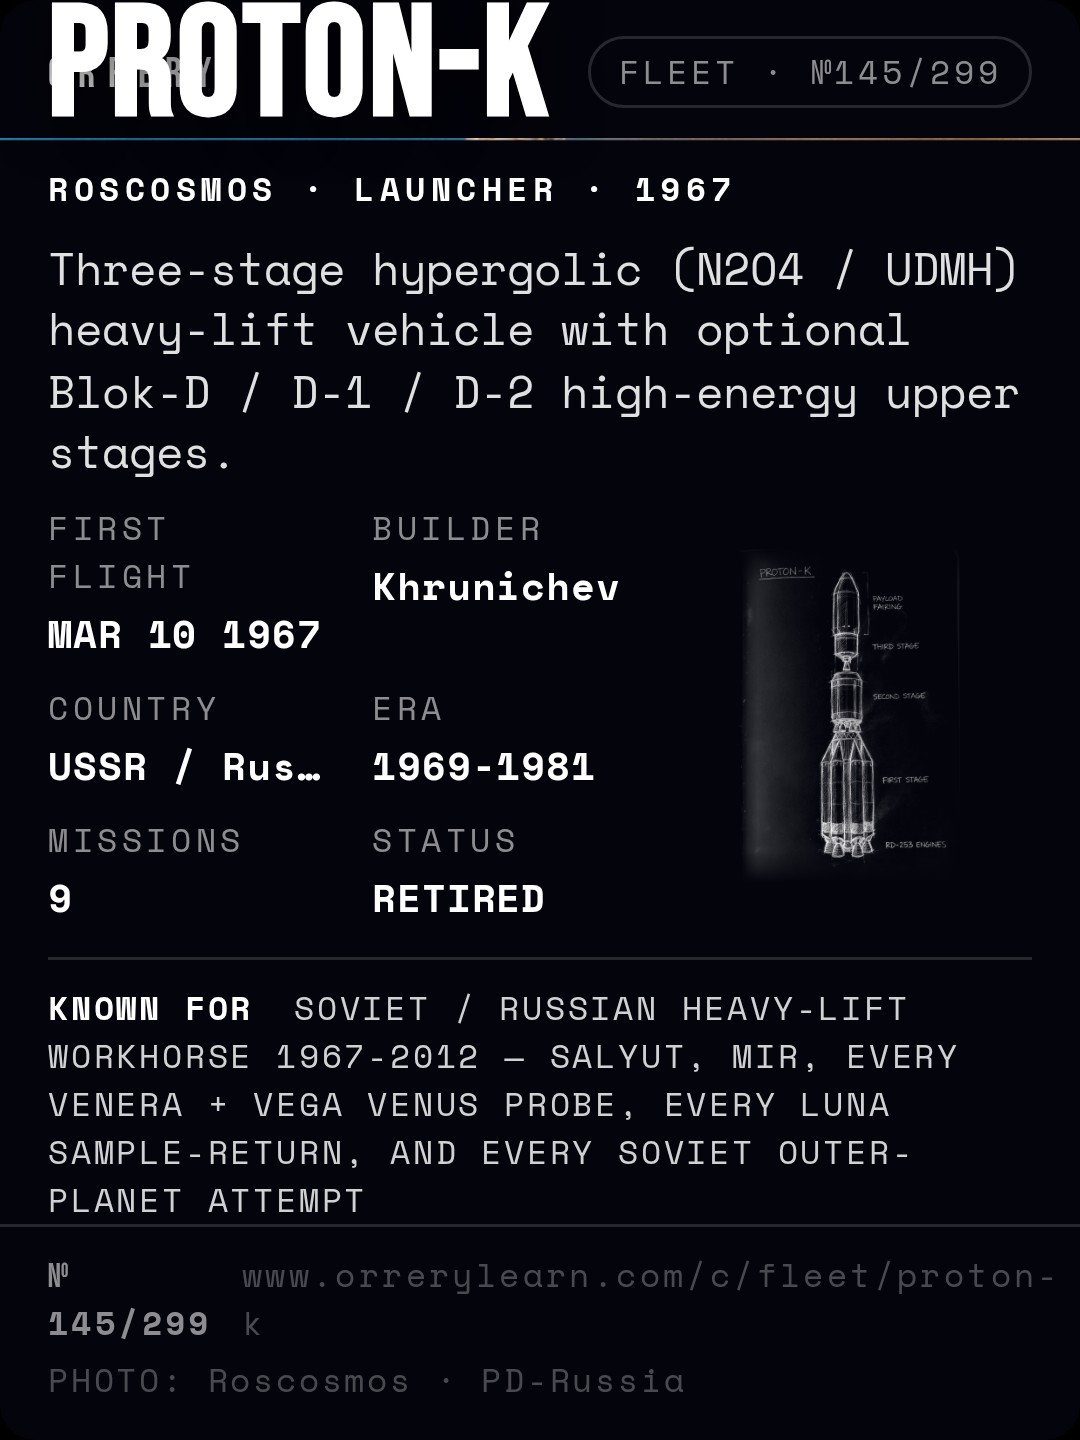 ORRERY
PROTON-K
FLEET · №145/299
ROSCOSMOS · LAUNCHER · 1967
Three-stage hypergolic (N2O4 / UDMH)
heavy-lift vehicle with optional
Blok-D / D-1 / D-2 high-energy upper
stages.
FIRST
FLIGHT
MAR 10 1967
BUILDER
Khrunichev
COUNTRY
USSR / Rus…
ERA
1969-1981
MISSIONS
9
STATUS
RETIRED
PROTON-K
PAYLOAD
FAIRING
THIRD STAGE
SECOND STAGE
FIRST STAGE
RD-253 ENGINES
KNOWN FOR SOVIET / RUSSIAN HEAVY-LIFT
WORKHORSE 1967-2012 — SALYUT, MIR, EVERY
VENERA + VEGA VENUS PROBE, EVERY LUNA
SAMPLE-RETURN, AND EVERY SOVIET OUTER-
PLANET ATTEMPT
№
145/299
www.orrerylearn.com/c/fleet/proton-
k
PHOTO: Roscosmos · PD-Russia